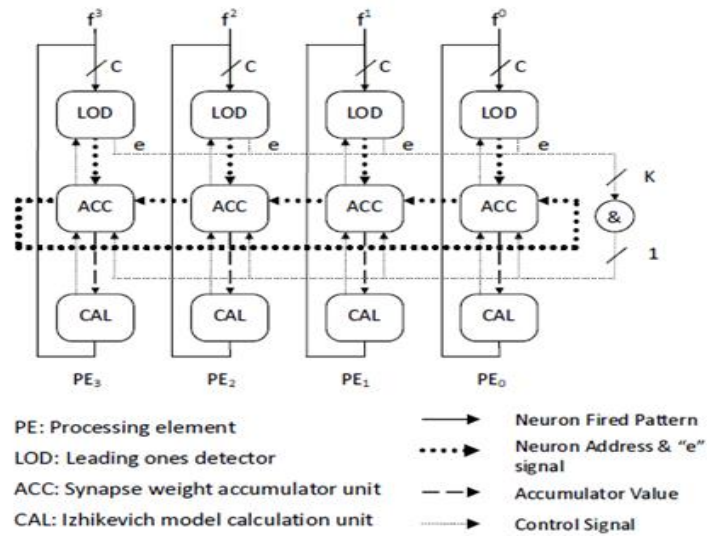 f³ f² f¹ f⁰
C C C C
LOD LOD LOD LOD
e e e
K
ACC ACC ACC ACC
&
1
CAL CAL CAL CAL
PE₃ PE₂ PE₁ PE₀
PE: Processing element
LOD: Leading ones detector
ACC: Synapse weight accumulator unit
CAL: Izhikevich model calculation unit
Neuron Fired Pattern
Neuron Address & “e”
signal
Accumulator Value
Control Signal